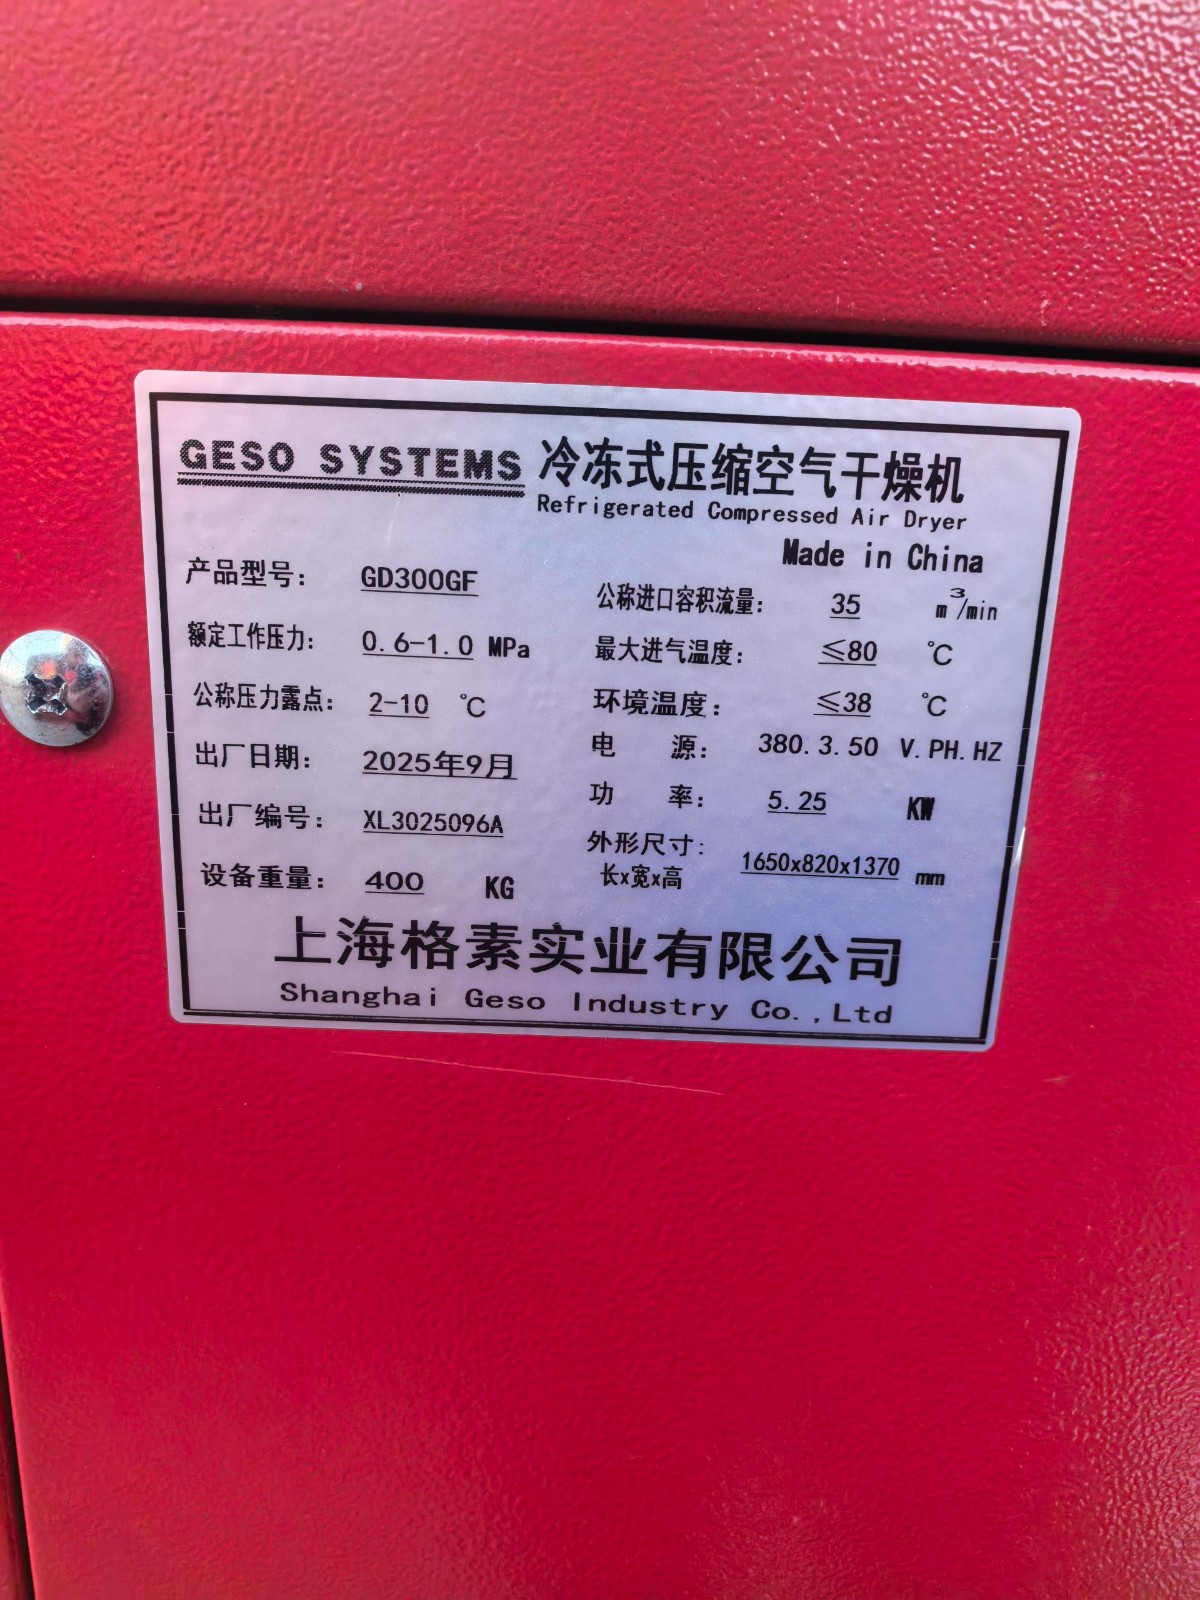 GESO SYSTEMS 冷冻式压缩空气干燥机
Refrigerated Compressed Air Dryer
Made in China
产品型号: GD300GF
额定工作压力: 0.6-1.0 MPa
公称压力露点: 2-10 ℃
出厂日期: 2025年9月
出厂编号: XL3025096A
设备重量: 400 KG
公称进口容积流量: 35 m³/min
最大进气温度: ≤80 ℃
环境温度: ≤38 ℃
电 源: 380.3.50 V.PH.HZ
功 率: 5.25 KW
外形尺寸:
长x宽x高 1650x820x1370 mm
上海格素实业有限公司
Shanghai Geso Industry Co.,Ltd